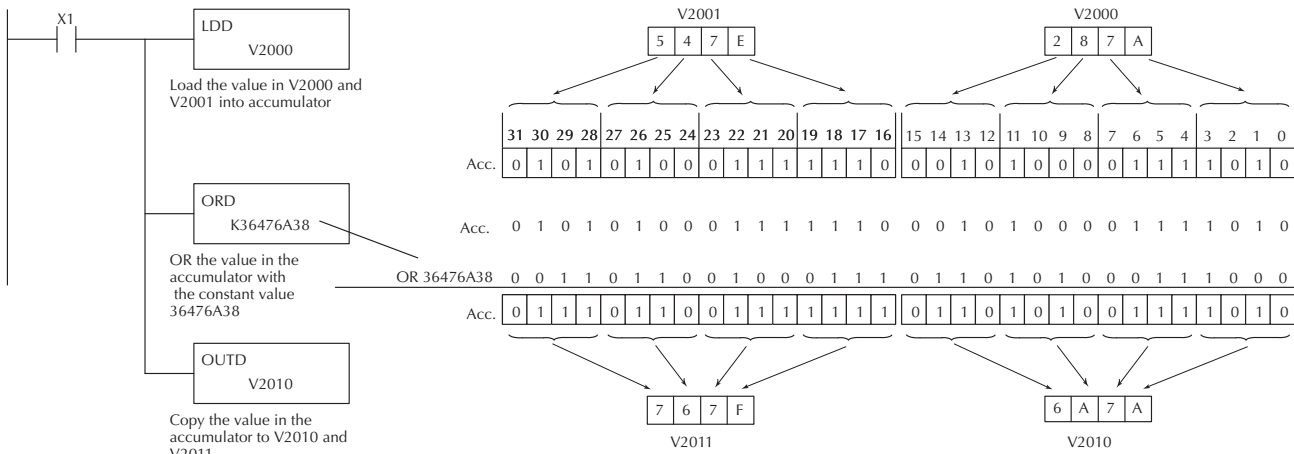 X1
LDD
V2000
Load the value in V2000 and
V2001 into accumulator
V2001
V2000
5 4 7 E
2 8 7 A
31 30 29 28 27 26 25 24 23 22 21 20 19 18 17 16 15 14 13 12 11 10 9 8 7 6 5 4 3 2 1 0
Acc. 0 1 0 1 0 1 0 0 0 1 1 1 1 1 1 0 0 0 1 0 1 0 0 0 0 1 1 1 1 0 1 0
ORD
K36476A38
OR the value in the
accumulator with
the constant value
36476A38
Acc. 0 1 0 1 0 1 0 0 0 1 1 1 1 1 1 0 0 0 1 0 1 0 0 0 0 1 1 1 1 0 1 0
OR 36476A38 0 0 1 1 0 1 1 0 0 1 0 0 0 1 1 1 0 1 1 0 1 0 1 0 0 0 1 1 1 0 0 0
Acc. 0 1 1 1 0 1 1 0 0 1 1 1 1 1 1 1 0 1 1 0 1 0 1 0 0 1 1 1 1 0 1 0
OUTD
V2010
Copy the value in the
accumulator to V2010 and
V2011
7 6 7 F
6 A 7 A
V2011
V2010